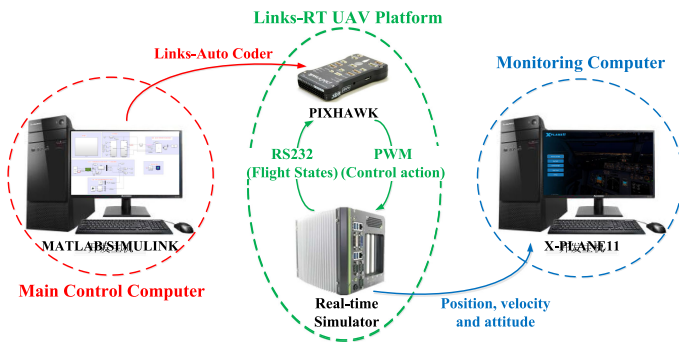 Links-RT UAV Platform
Links-Auto Coder
Monitoring Computer
PIXHAWK
RS232
(Flight States)
PWM
(Control action)
MATLAB/SIMULINK
X-PLANE11
Main Control Computer
Real-time
Simulator
Position, velocity
and attitude